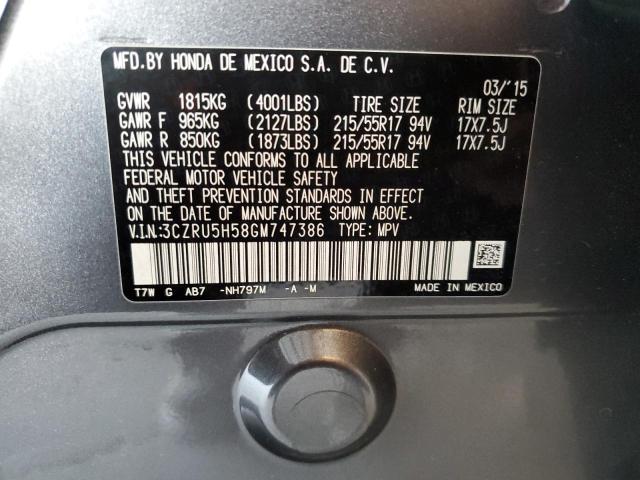 MFD.BY HONDA DE MEXICO S.A. DE C.V.
03/'15
GVWR 1815KG (4001LBS) TIRE SIZE RIM SIZE
GAWR F 965KG (2127LBS) 215/55R17 94V 17X7.5J
GAWR R 850KG (1873LBS) 215/55R17 94V 17X7.5J
THIS VEHICLE CONFORMS TO ALL APPLICABLE
FEDERAL MOTOR VEHICLE SAFETY
AND THEFT PREVENTION STANDARDS IN EFFECT
ON THE DATE OF MANUFACTURE SHOWN ABOVE.
V.I.N:3CZRU5H58GM747386 TYPE: MPV
T7W G AB7 -NH797M -A -M MADE IN MEXICO